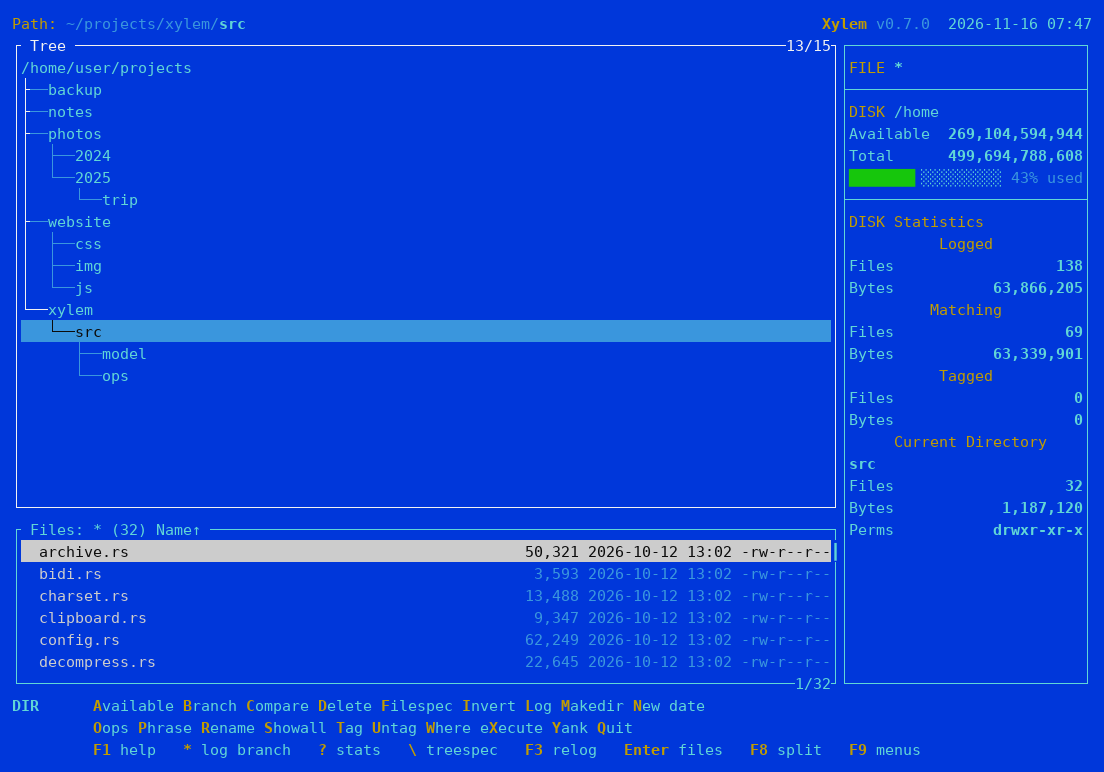 Path: ~/projects/xylem/src Xylem v0.7.0 2026-11-16 07:47
Tree 13/15
/home/user/projects
backup
notes
photos
2024
2025
trip
website
css
img
js
xylem
src
model
ops
FILE *
DISK /home
Available 269,104,594,944
Total 499,694,788,608
43% used
DISK Statistics
Logged
Files 138
Bytes 63,866,205
Matching
Files 69
Bytes 63,339,901
Tagged
Files 0
Bytes 0
Current Directory
src
Files 32
Bytes 1,187,120
Perms drwxr-xr-x
Files: * (32) Name↑
archive.rs 50,321 2026-10-12 13:02 -rw-r--r--
bidi.rs 3,593 2026-10-12 13:02 -rw-r--r--
charset.rs 13,488 2026-10-12 13:02 -rw-r--r--
clipboard.rs 9,347 2026-10-12 13:02 -rw-r--r--
config.rs 62,249 2026-10-12 13:02 -rw-r--r--
decompress.rs 22,645 2026-10-12 13:02 -rw-r--r--
1/32
DIR Available Branch Compare Delete Filespec Invert Log Makedir New date
Oops Phrase Rename Showall Tag Untag Where eXecute Yank Quit
F1 help * log branch ? stats \ treespec F3 relog Enter files F8 split F9 menus